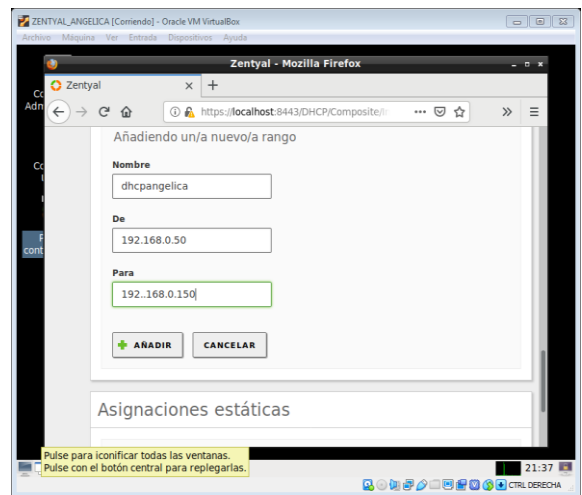 ZENTYAL_ANGELICA [Corriendo] - Oracle VM VirtualBox
Archivo Máquina Ver Entrada Dispositivos Ayuda
Zentyal - Mozilla Firefox
Zentyal
https://localhost:8443/DHCP/Composite/I
Añadiendo un/a nuevo/a rango
Nombre
dhcpangelica
De
192.168.0.50
Para
192..168.0.150
AÑADIR CANCELAR
Asignaciones estáticas
Pulse para iconificar todas las ventanas.
Pulse con el botón central para replegarlas.
21:37
CTRL DERECHA